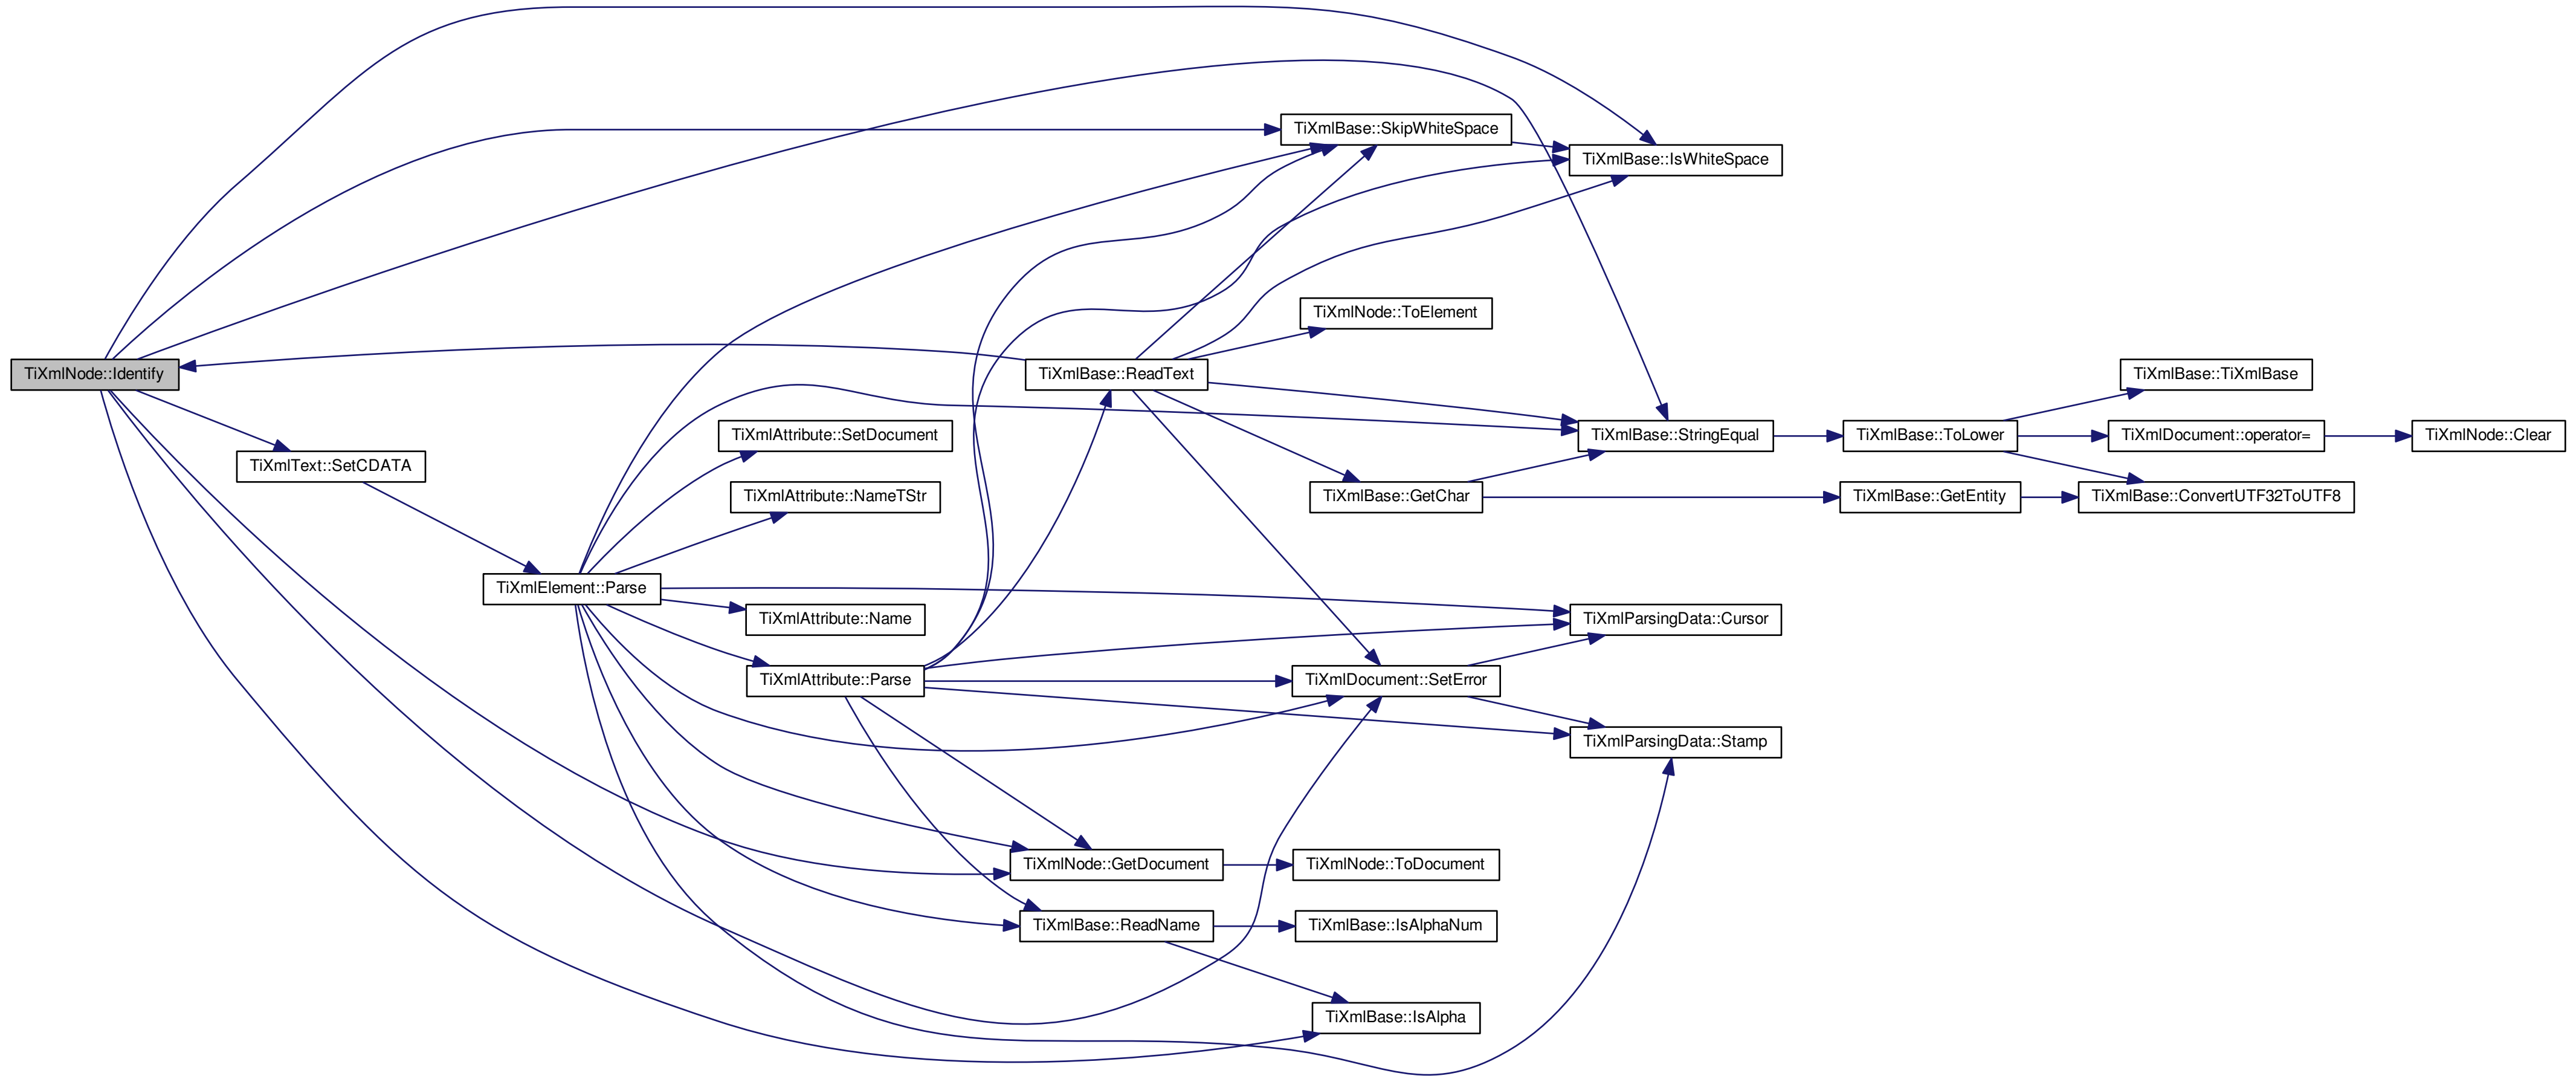 TiXmlBase::SkipWhiteSpace
TiXmlBase::IsWhiteSpace
TiXmlNode::ToElement
TiXmlNode::Identify
TiXmlBase::ReadText
TiXmlBase::TiXmlBase
TiXmlAttribute::SetDocument
TiXmlBase::StringEqual
TiXmlBase::ToLower
TiXmlDocument::operator=
TiXmlNode::Clear
TiXmlText::SetCDATA
TiXmlAttribute::NameTStr
TiXmlBase::GetChar
TiXmlBase::GetEntity
TiXmlBase::ConvertUTF32ToUTF8
TiXmlElement::Parse
TiXmlAttribute::Name
TiXmlParsingData::Cursor
TiXmlAttribute::Parse
TiXmlDocument::SetError
TiXmlParsingData::Stamp
TiXmlNode::GetDocument
TiXmlNode::ToDocument
TiXmlBase::ReadName
TiXmlBase::IsAlphaNum
TiXmlBase::IsAlpha